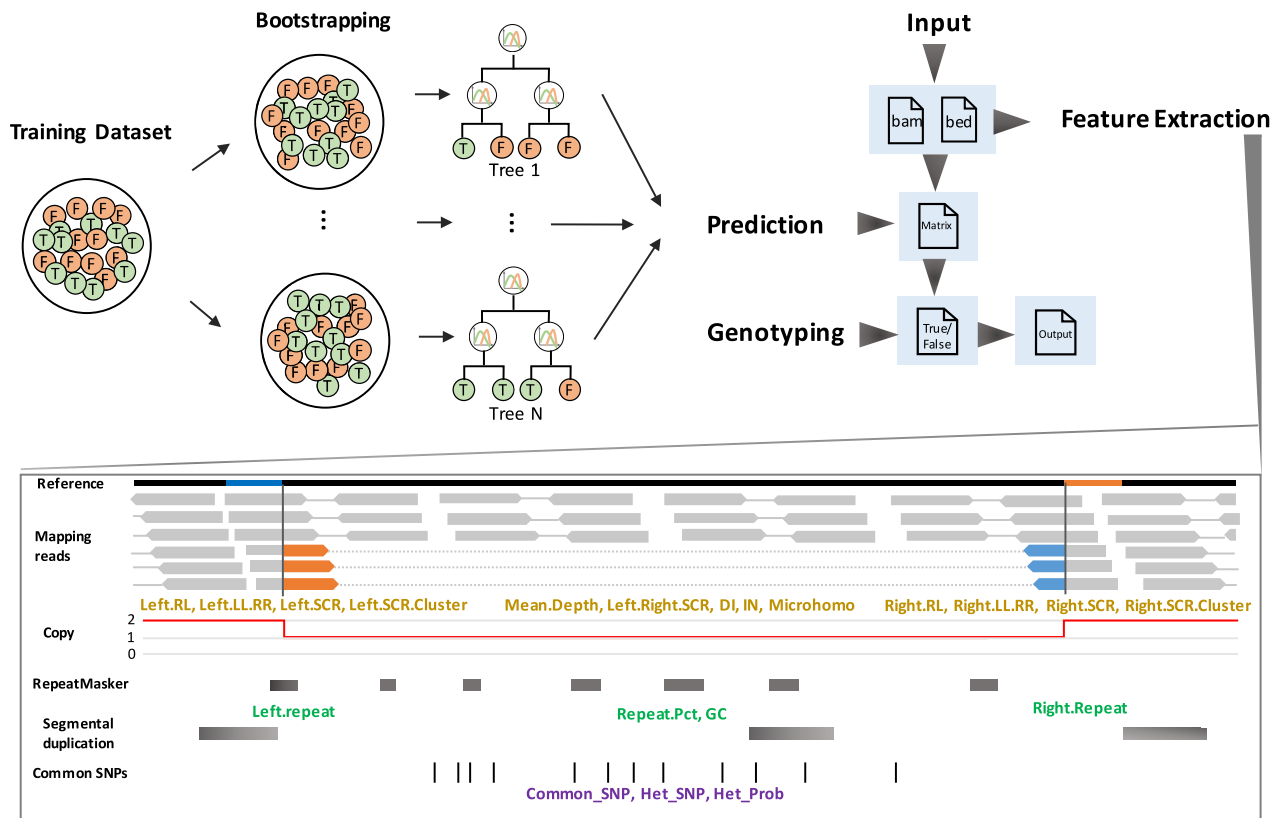 Bootstrapping
Input
Training Dataset
F F F T T F T T T F F T F F T T T F T T F
T F F F
Tree 1
bam bed
Feature Extraction
F F F F T T T T F F T F F F T T T T F T
Prediction
Matrix
T T T F T F F T F T F T F F F F T T
T T T F
Tree N
Genotyping
True/
False
Output
Reference
Mapping
reads
Left.RL, Left.LL.RR, Left.SCR, Left.SCR.Cluster Mean.Depth, Left.Right.SCR, DI, IN, Microhomo Right.RL, Right.LL.RR, Right.SCR, Right.SCR.Cluster
Copy
2
1
0
RepeatMasker
Left.repeat Repeat.Pct, GC Right.Repeat
Segmental
duplication
Common SNPs
Common_SNP, Het_SNP, Het_Prob